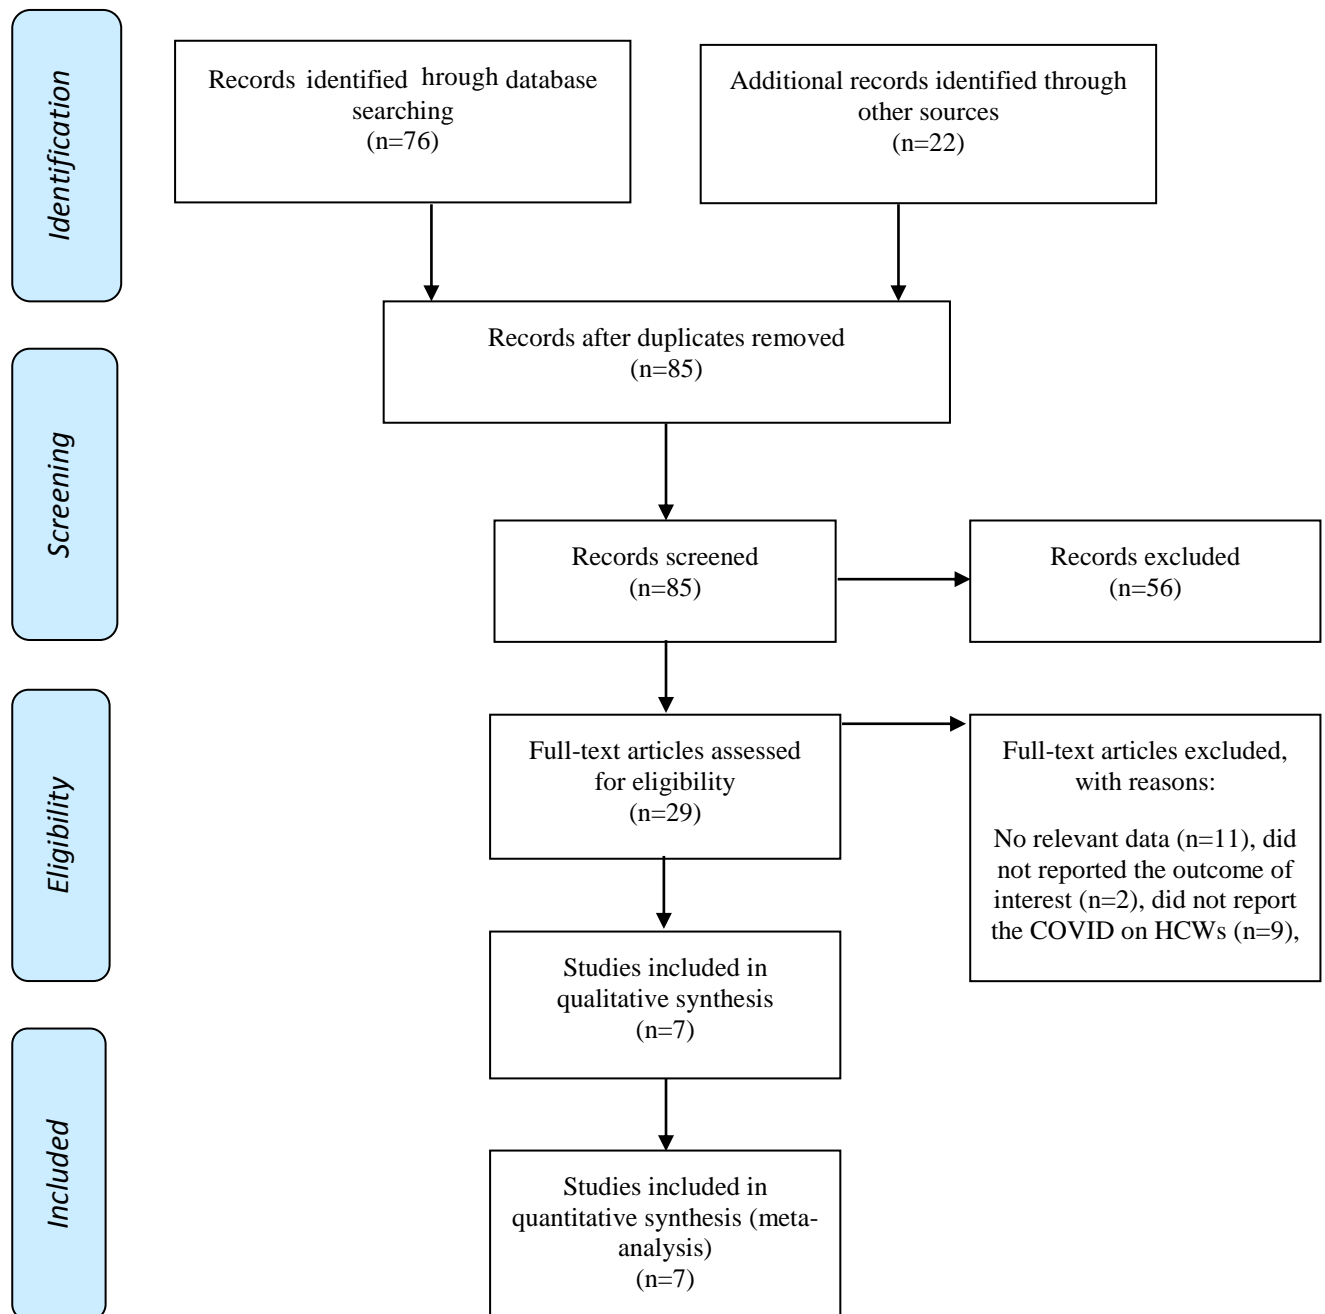 Identification
Records identified hrough database
searching
(n=76)
Additional records identified through
other sources
(n=22)
Records after duplicates removed
(n=85)
Screening
Records screened
(n=85)
Records excluded
(n=56)
Eligibility
Full-text articles assessed
for eligibility
(n=29)
Full-text articles excluded,
with reasons:
No relevant data (n=11), did
not reported the outcome of
interest (n=2), did not report
the COVID on HCWs (n=9),
Studies included in
qualitative synthesis
(n=7)
Included
Studies included in
quantitative synthesis (meta-
analysis)
(n=7)